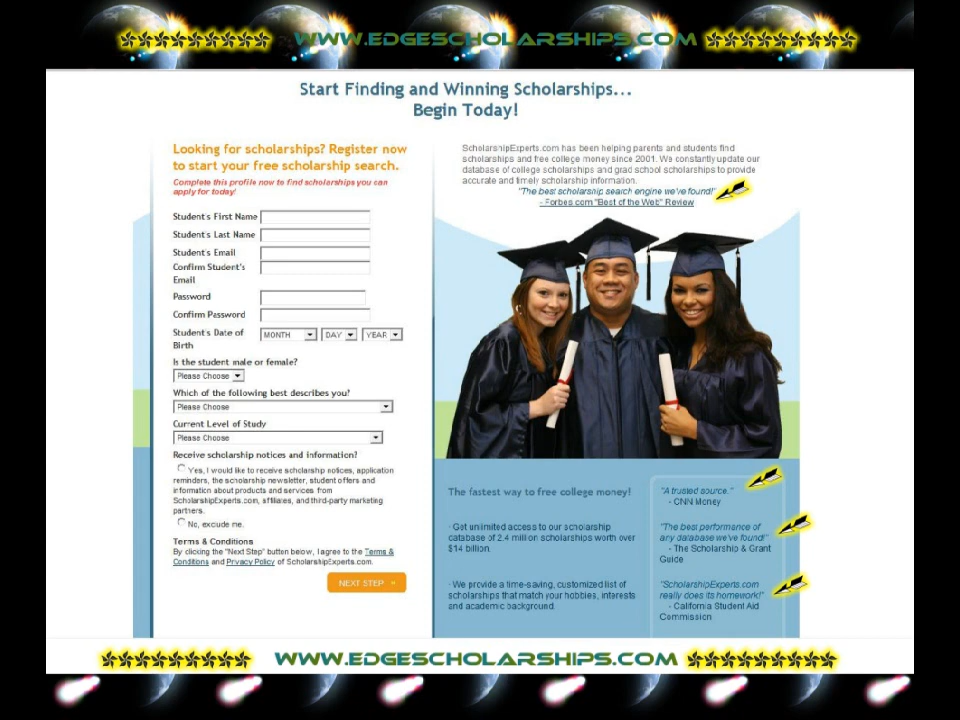 WWW.EDGESCHOLARSHIPS.COM
Start Finding and Winning Scholarships...
Begin Today!
Looking for scholarships? Register now
to start your free scholarship search.
Complete this profile now to find scholarships you can
apply for today!
Student's First Name
Student's Last Name
Student's Email
Confirm Student's
Email
Password
Confirm Password
Student's Date of
Birth
MONTH DAY YEAR
Is the student male or female?
Please Choose
Which of the following best describes you?
Please Choose
Current Level of Study
Please Choose
Receive scholarship notices and information?
Yes, I would like to receive scholarship notices, application
reminders, the scholarship newsletter, student offers and
information about products and services from
ScholarshipExperts.com, affiliates, and third-party marketing
partners.
No, exclude me.
Terms & Conditions
By clicking the "Next Step" button below, I agree to the Terms &
Conditions and Privacy Policy of ScholarshipExperts.com.
NEXT STEP »
ScholarshipExperts.com has been helping parents and students find
scholarships and free college money since 2001. We constantly update our
database of college scholarships and grad school scholarships to provide
accurate and timely scholarship information.
"The best scholarship search engine we've found!"
- Forbes.com "Best of the Web" Review
The fastest way to free college money!
· Get unlimited access to our scholarship
database of 2.4 million scholarships worth over
$14 billion.
· We provide a time-saving, customized list of
scholarships that match your hobbies, interests
and academic background.
"A trusted source."
- CNN Money
"The best performance of
any database we've found!"
- The Scholarship & Grant
Guide
"ScholarshipExperts.com
really does its homework!"
- California Student Aid
Commission
WWW.EDGESCHOLARSHIPS.COM